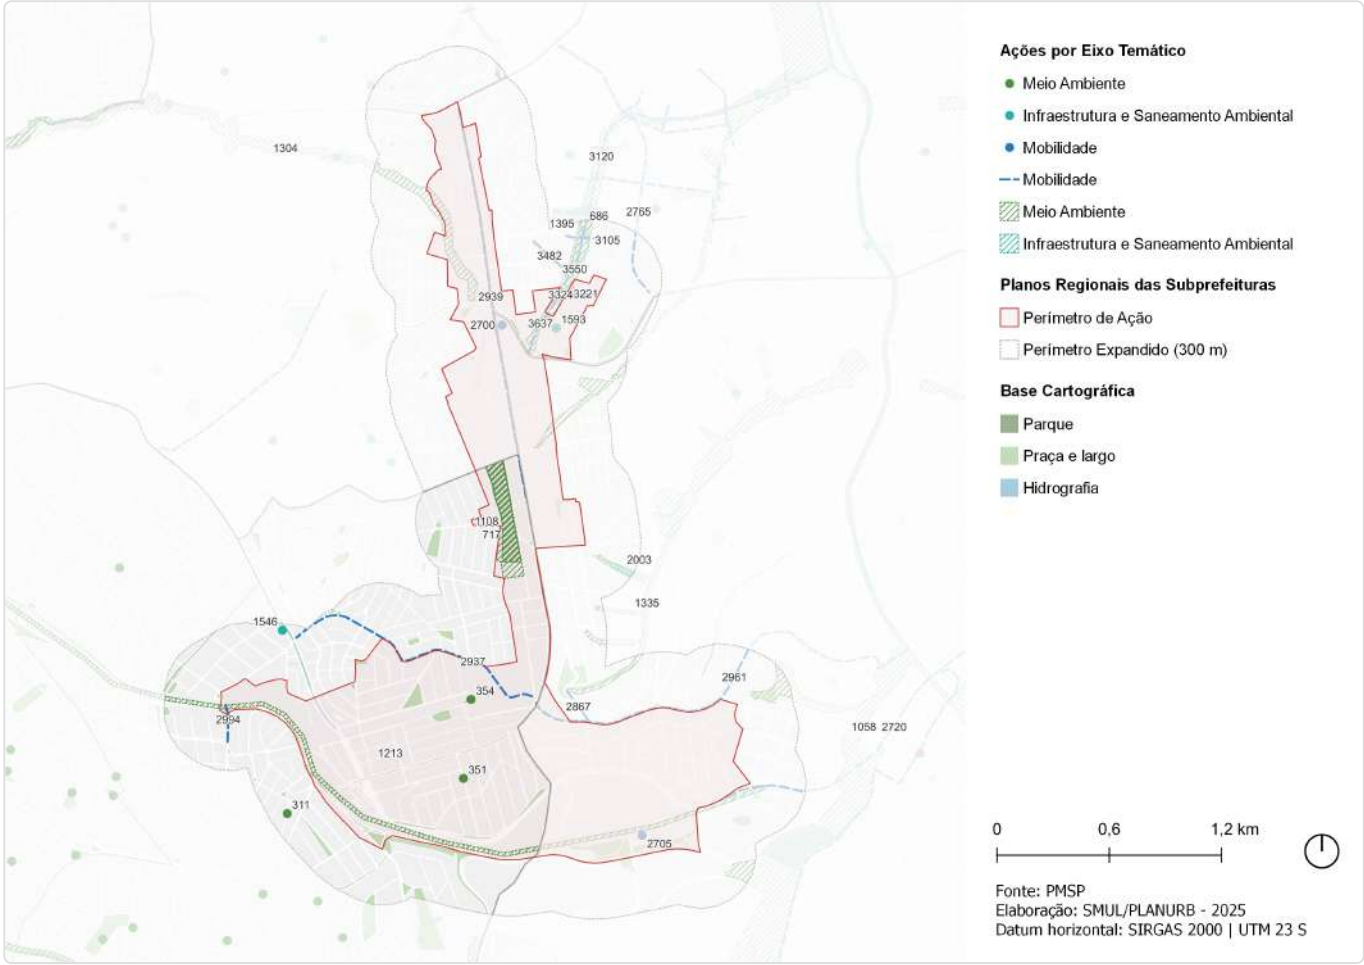 Ações por Eixo Temático
Meio Ambiente
Infraestrutura e Saneamento Ambiental
Mobilidade
Mobilidade
Meio Ambiente
Infraestrutura e Saneamento Ambiental
Planos Regionais das Subprefeituras
Perímetro de Ação
Perímetro Expandido (300 m)
Base Cartográfica
Parque
Praça e largo
Hidrografia
1304
3120
2765
686
1395
3105
3482
3550
2939
3324
3221
2700
3637
1593
1108
717
2003
1335
1546
2937
2961
354
2867
2994
1058 2720
1213
351
311
2705
0 0,6 1,2 km
Fonte: PMSP
Elaboração: SMUL/PLANURB - 2025
Datum horizontal: SIRGAS 2000 | UTM 23 S